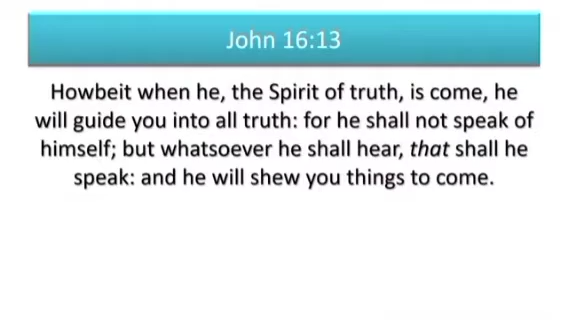 John 16:13
Howbeit when he, the Spirit of truth, is come, he
will guide you into all truth: for he shall not speak of
himself; but whatsoever he shall hear, that shall he
speak: and he will shew you things to come.